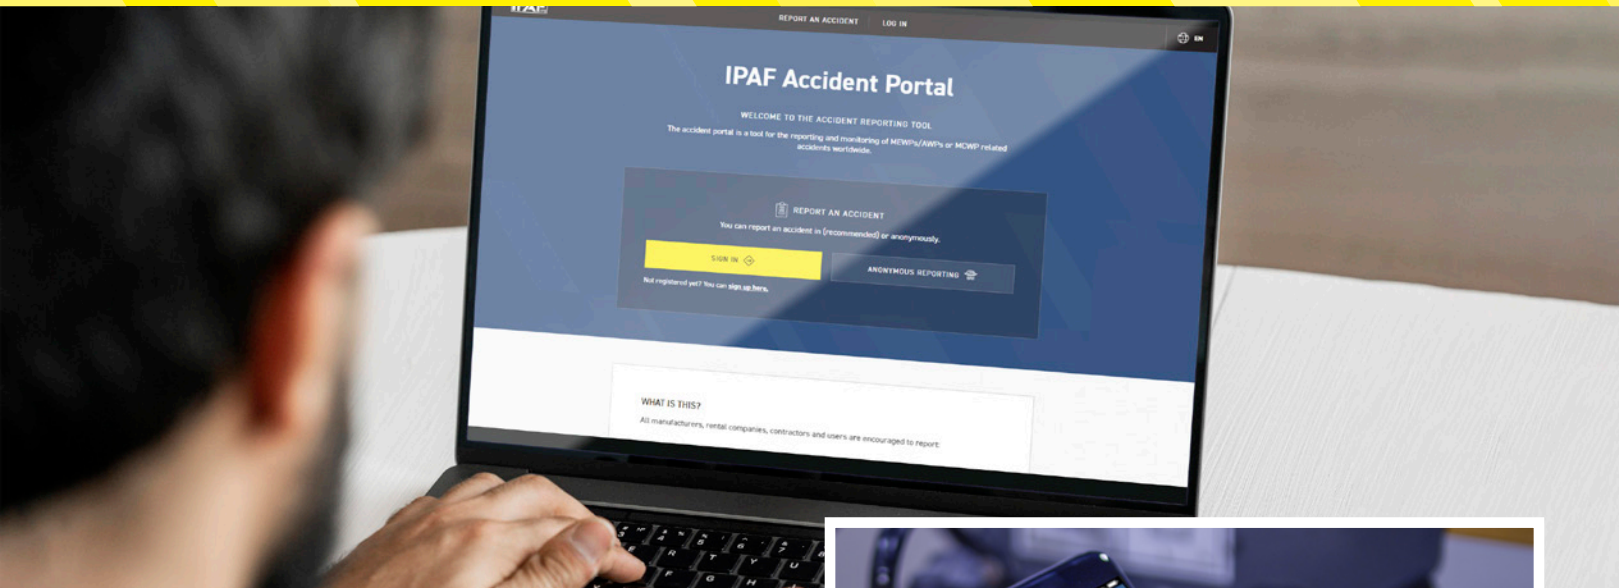 IPAF
REPORT AN ACCIDENT
LOG IN
EN
IPAF Accident Portal
WELCOME TO THE ACCIDENT REPORTING TOOL
The accident portal is a tool for the reporting and monitoring of MEWPs/AWPs or MCWP related
accidents worldwide.
REPORT AN ACCIDENT
You can report an accident in (recommended) or anonymously.
SIGN IN
ANONYMOUS REPORTING
Not registered yet? You can sign up here.
WHAT IS THIS?
All manufacturers, rental companies, contractors and users are encouraged to report:
E R T Y U
F G H